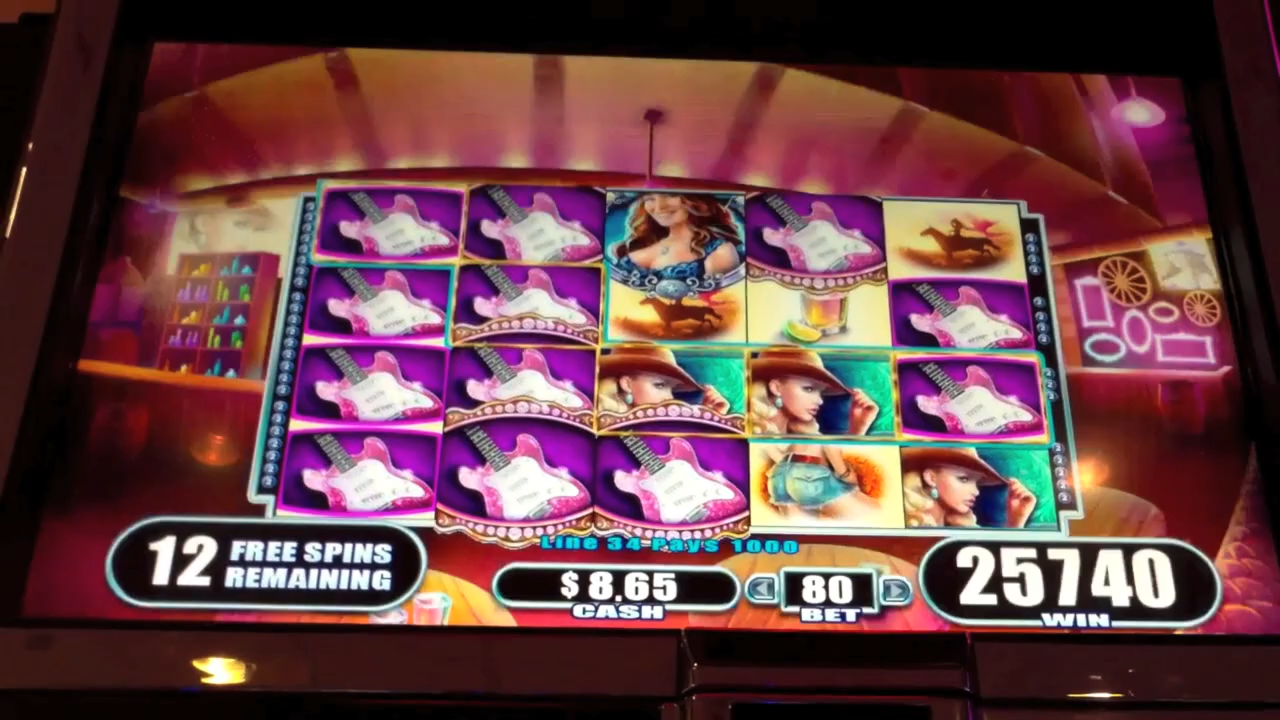 Line 34 Pays 1000
12 FREE SPINS
REMAINING
$8.65
CASH
80
BET
25740
WIN